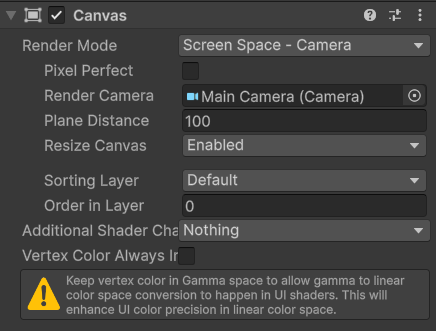 Canvas
Render Mode Screen Space - Camera
Pixel Perfect
Render Camera Main Camera (Camera)
Plane Distance 100
Resize Canvas Enabled
Sorting Layer Default
Order in Layer 0
Additional Shader Cha Nothing
Vertex Color Always In
Keep vertex color in Gamma space to allow gamma to linear
color space conversion to happen in UI shaders. This will
enhance UI color precision in linear color space.